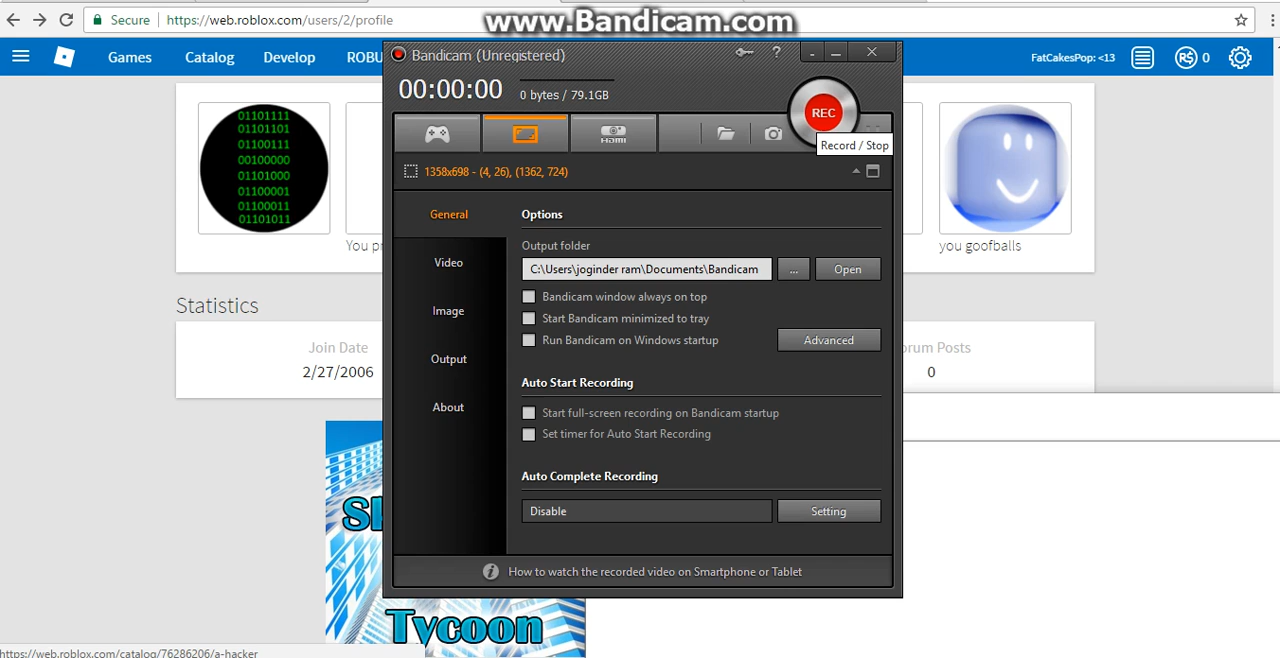 Secure
https://web.roblox.com/users/2/profile
www.Bandicam.com
Games
Catalog
Develop
ROBU
FatCakesPop: <13
R$ 0
Bandicam (Unregistered)
?
00:00:00
0 bytes / 79.1GB
REC
HDMI
Record / Stop
1358x698 - (4, 26), (1362, 724)
General
Video
Image
Output
About
Options
Output folder
C:\Users\joginder ram\Documents\Bandicam
...
Open
Bandicam window always on top
Start Bandicam minimized to tray
Run Bandicam on Windows startup
Advanced
Auto Start Recording
Start full-screen recording on Bandicam startup
Set timer for Auto Start Recording
Auto Complete Recording
Disable
Setting
How to watch the recorded video on Smartphone or Tablet
01101111
01101101
01100111
00100000
01101000
01100001
01100011
01101011
You p
you goofballs
Statistics
Join Date
2/27/2006
orum Posts
0
Tycoon
https://web.roblox.com/catalog/76286206/a-hacker